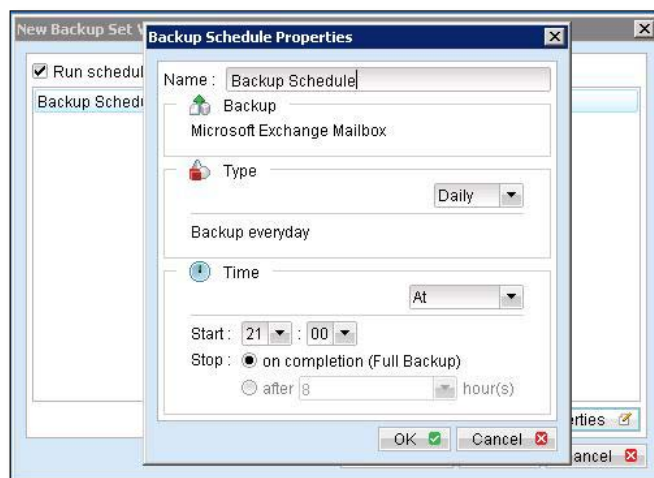 New Backup Set
Backup Schedule Properties
Run schedul
Backup Schedu
Name : Backup Schedule
Backup
Microsoft Exchange Mailbox
Type
Daily
Backup everyday
Time
At
Start : 21 : 00
Stop : on completion (Full Backup)
after 8 hour(s)
OK Cancel
erties
ancel